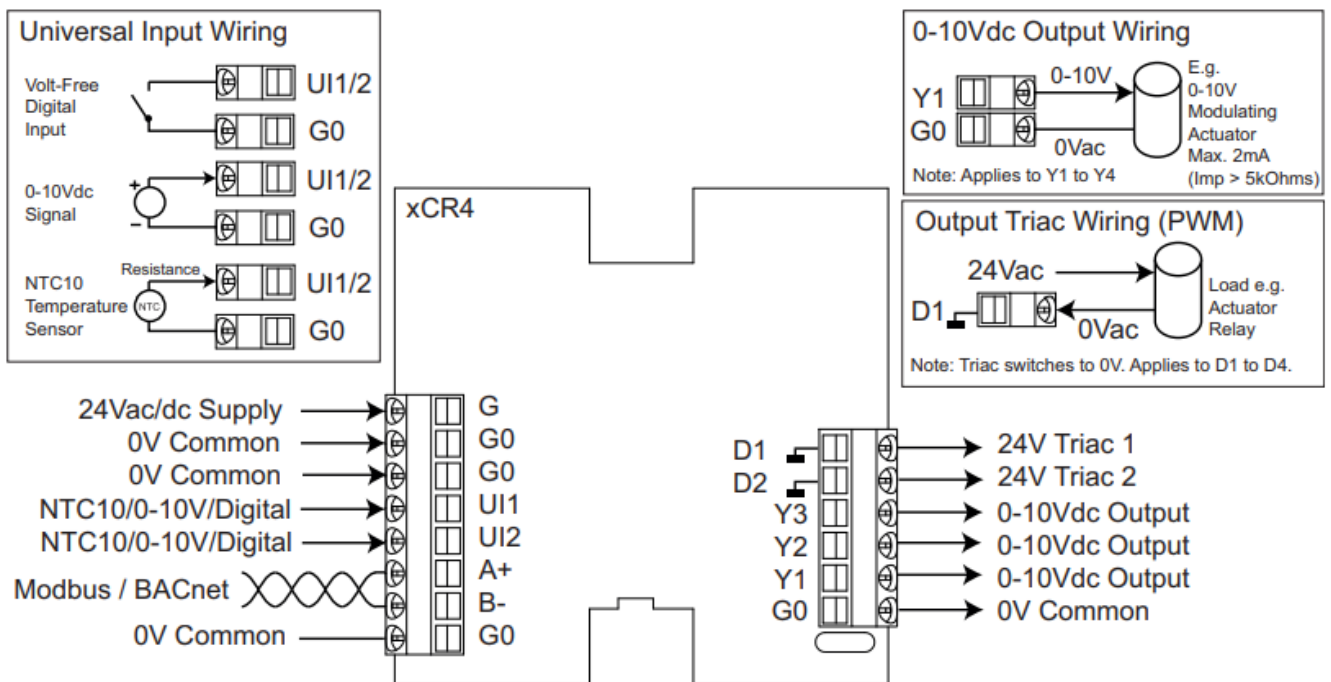 Universal Input Wiring
Volt-Free
Digital
Input
UI1/2
G0
0-10Vdc
Signal
+
−
UI1/2
G0
NTC10
Temperature
Sensor
Resistance
NTC
UI1/2
G0
0-10Vdc Output Wiring
Y1
G0
0-10V
0Vac
E.g.
0-10V
Modulating
Actuator
Max. 2mA
(Imp > 5kOhms)
Note: Applies to Y1 to Y4
Output Triac Wiring (PWM)
24Vac
D1
0Vac
Load e.g.
Actuator
Relay
Note: Triac switches to 0V. Applies to D1 to D4.
xCR4
24Vac/dc Supply G
0V Common G0
0V Common G0
NTC10/0-10V/Digital UI1
NTC10/0-10V/Digital UI2
Modbus / BACnet
A+
B-
0V Common G0
D1 24V Triac 1
D2 24V Triac 2
Y3 0-10Vdc Output
Y2 0-10Vdc Output
Y1 0-10Vdc Output
G0 0V Common